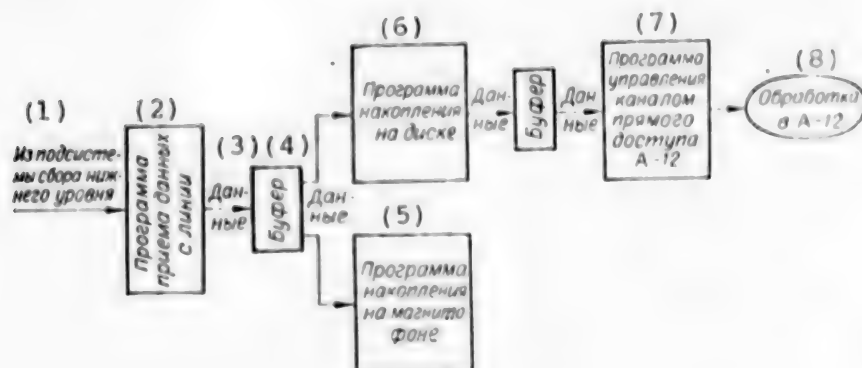 (1)
Из подсисте-
мы сбора ниж-
него уровня
(2)
Программа
приема данных
с линии
(3)
Дан-
ные
(4)
Буфер
Дан-
ные
(6)
Программа
накопления
на диске
(5)
Программа
накопления
на магнито
фоне
Дан-
ные
Буфер
Дан-
ные
(7)
Программа
управления
каналом
прямого
доступа
А-12
(8)
Обработка
в А-12